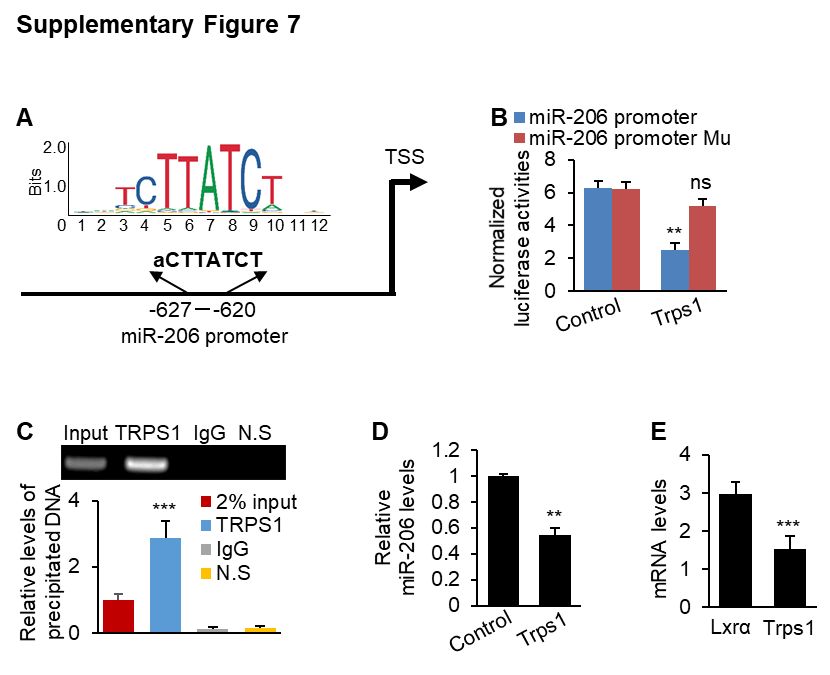 Supplementary Figure 7
A
2.0
1.0
Bits
TCTTATCT
0 1 2 3 4 5 6 7 8 9 10 11 12
aCTTATCT
TSS
-627 — -620
miR-206 promoter
B
miR-206 promoter
miR-206 promoter Mu
Normalized
luciferase activities
8
6
4
2
0
**
ns
Control
Trps1
C
Input TRPS1 IgG N.S
Relative levels of
precipitated DNA
4
2
0
***
2% input
TRPS1
IgG
N.S
D
Relative
miR-206 levels
1.2
1
0.8
0.6
0.4
0.2
0
**
Control
Trps1
E
mRNA levels
4
3
2
1
0
***
Lxrα Trps1